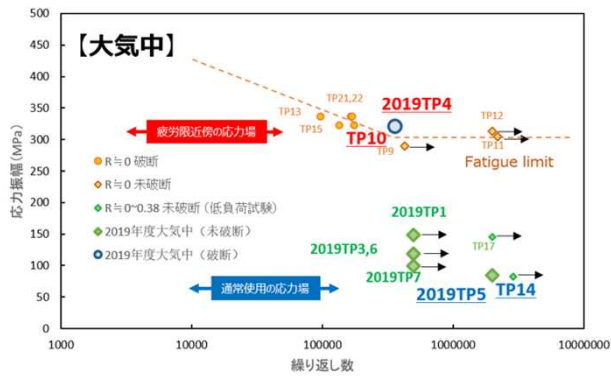 500
450
400
350
300
250
200
150
100
50
0
応力振幅(MPa)
【大気中】
2019TP4
TP21,22
TP13
TP15
TP10
TP12
TP11
TP9
疲労限近傍の応力場
Fatigue limit
R≒0 破断
R≒0 未破断
R≒0~0.38 未破断（低負荷試験）
2019年度大気中（未破断）
2019年度大気中（破断）
2019TP1
2019TP3,6
TP17
2019TP7
2019TP5
TP14
通常使用の応力場
1000
10000
100000
1000000
10000000
繰り返し数